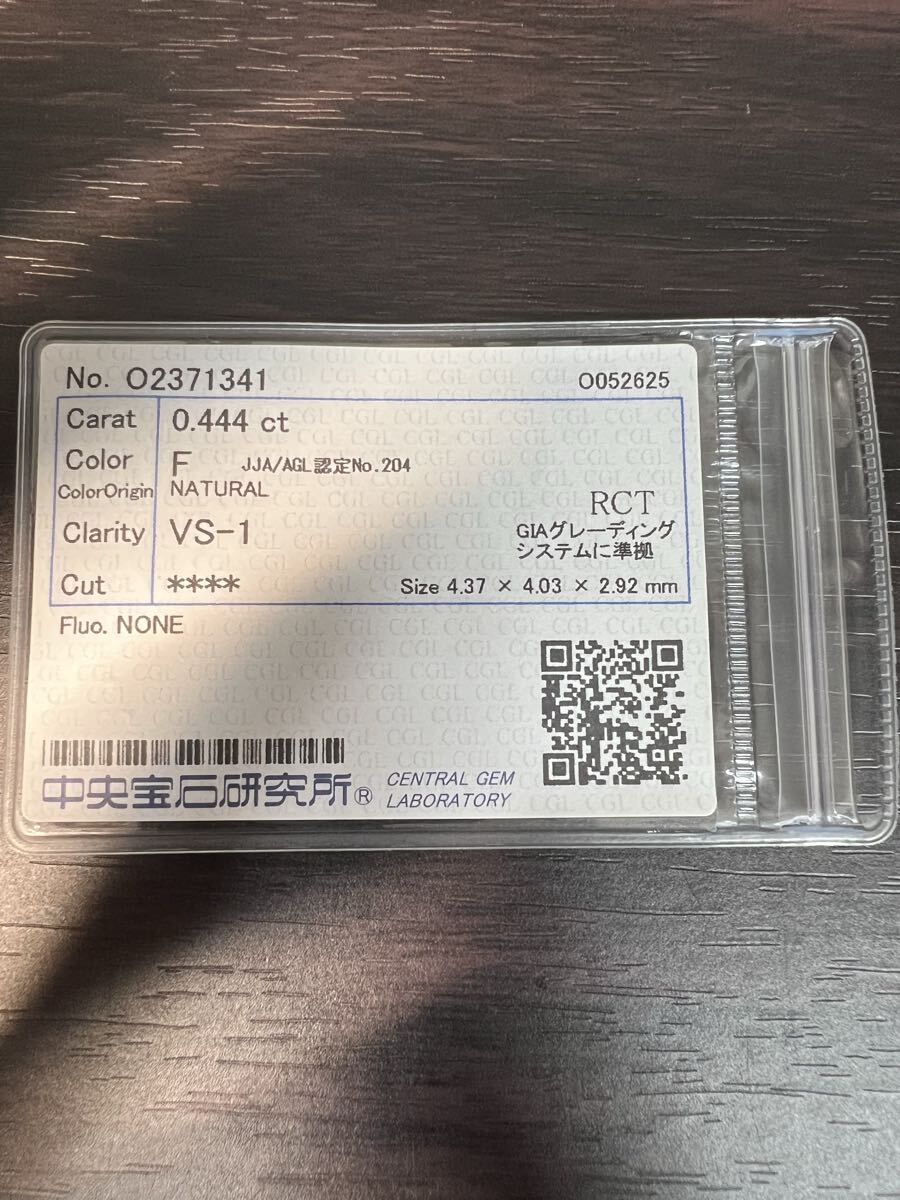 No. O2371341
O052625
Carat 0.444 ct
Color F JJA/AGL認定No.204
ColorOrigin NATURAL
RCT
Clarity VS-1
GIAグレーディング
システムに準拠
Cut **** Size 4.37 × 4.03 × 2.92 mm
Fluo. NONE
中央宝石研究所® CENTRAL GEM
LABORATORY